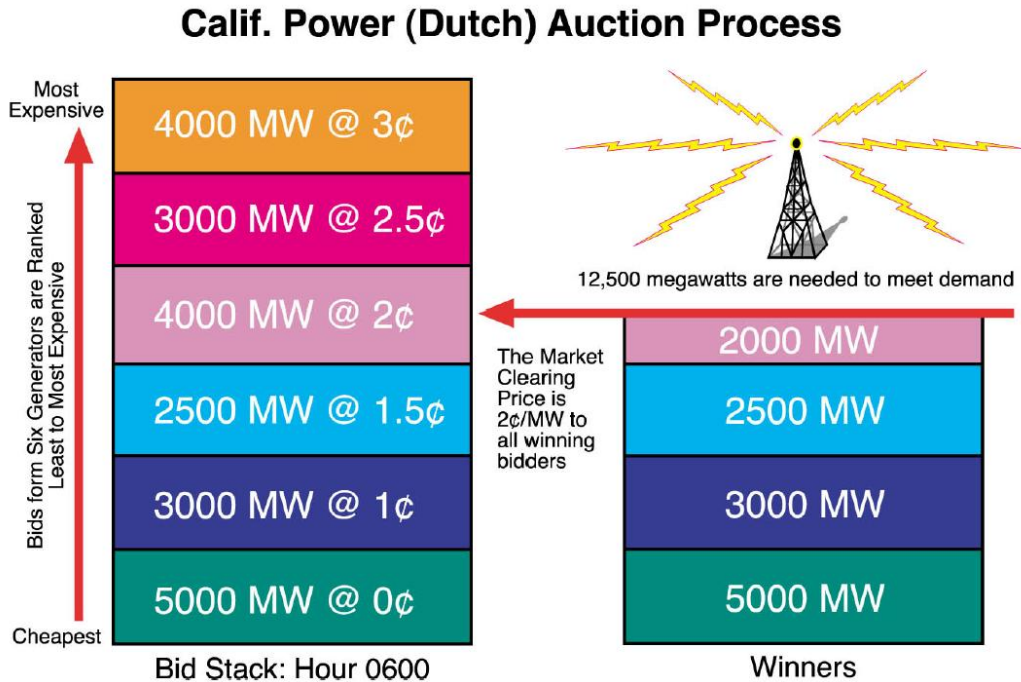 Calif. Power (Dutch) Auction Process
Most
Expensive
Bids form Six Generators are Ranked
Least to Most Expensive
Cheapest
4000 MW @ 3¢
3000 MW @ 2.5¢
4000 MW @ 2¢
2500 MW @ 1.5¢
3000 MW @ 1¢
5000 MW @ 0¢
Bid Stack: Hour 0600
12,500 megawatts are needed to meet demand
The Market
Clearing
Price is
2¢/MW to
all winning
bidders
2000 MW
2500 MW
3000 MW
5000 MW
Winners